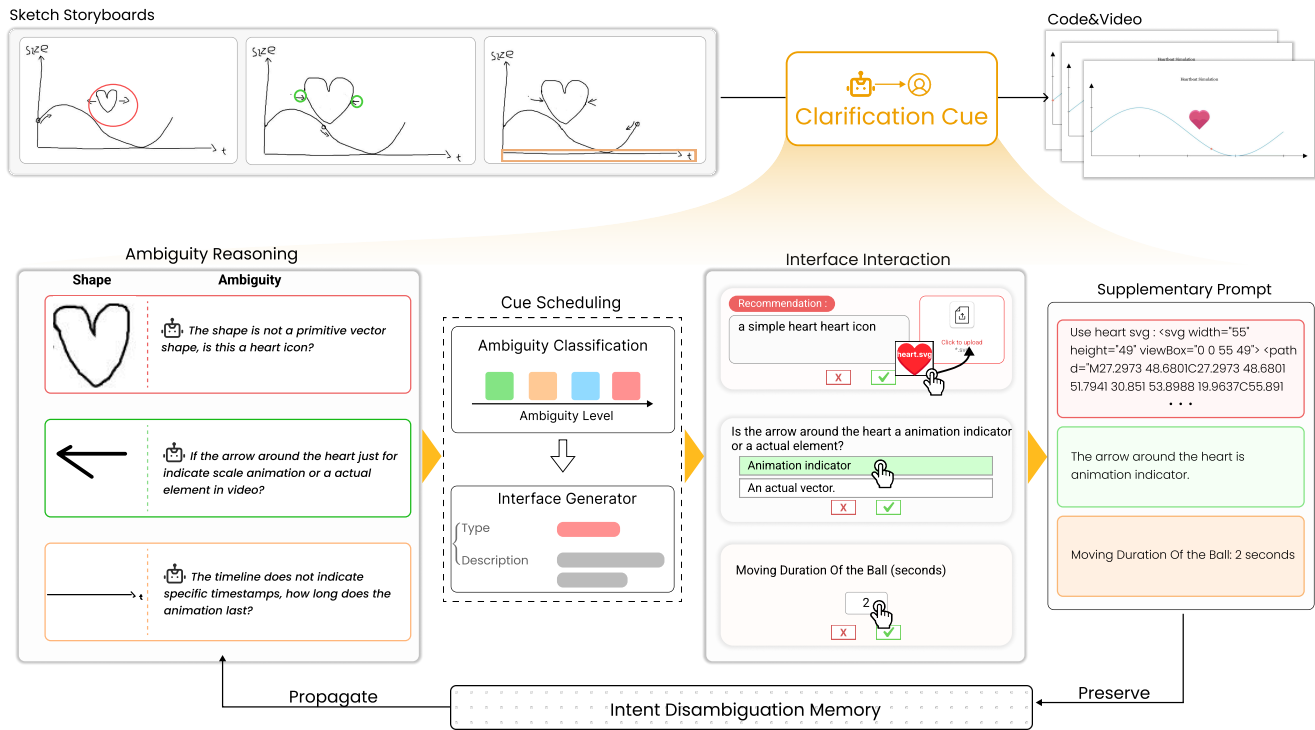 Sketch Storyboards
size
t
size
t
size
t
Clarification Cue
Code&Video
Heartbeat Simulation
Heartbeat Simulation
Ambiguity Reasoning
Shape
Ambiguity
The shape is not a primitive vector
shape, is this a heart icon?
If the arrow around the heart just for
indicate scale animation or a actual
element in video?
t
The timeline does not indicate
specific timestamps, how long does the
animation last?
Cue Scheduling
Ambiguity Classification
Ambiguity Level
Interface Generator
Type
Description
Interface Interaction
Recommendation :
a simple heart heart icon
Click to upload
heart.svg
X
Is the arrow around the heart a animation indicator
or a actual element?
Animation indicator
An actual vector.
X
Moving Duration Of the Ball (seconds)
2
X
Supplementary Prompt
Use heart svg : <svg width="55"
height="49" viewBox="0 0 55 49"> <path
d="M27.2973 48.6801C27.2973 48.6801
51.7941 30.851 53.8988 19.9637C55.891
• • •
The arrow around the heart is
animation indicator.
Moving Duration Of the Ball: 2 seconds
Propagate
Intent Disambiguation Memory
Preserve